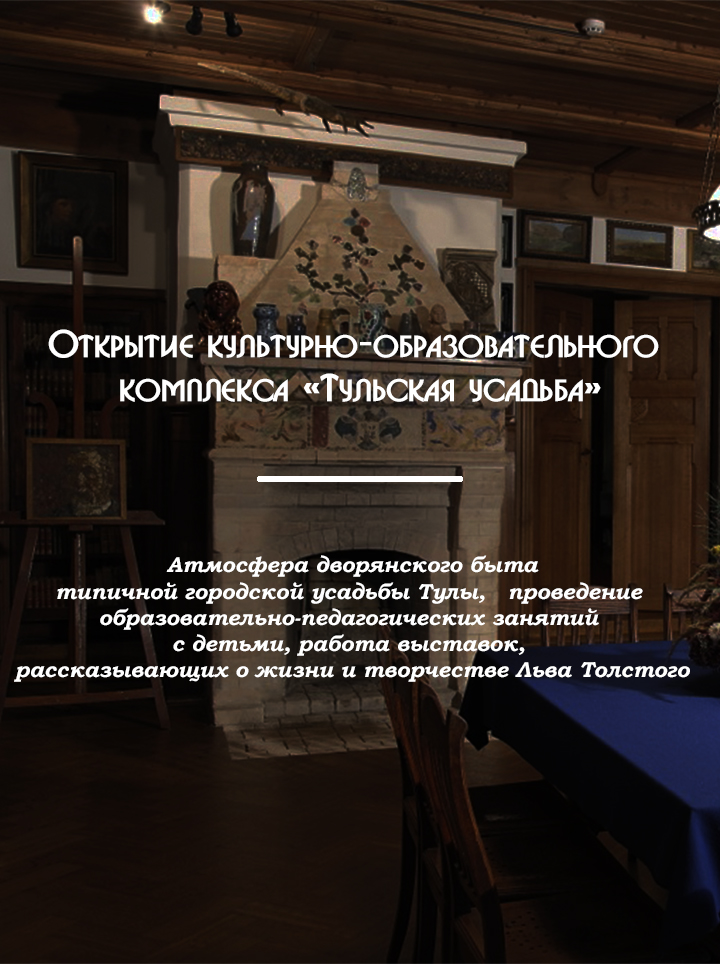 Открытие культурно-образовательного
комплекса «Тульская усадьба»
Атмосфера дворянского быта
типичной городской усадьбы Тулы, проведение
образовательно-педагогических занятий
с детьми, работа выставок,
рассказывающих о жизни и творчестве Льва Толстого